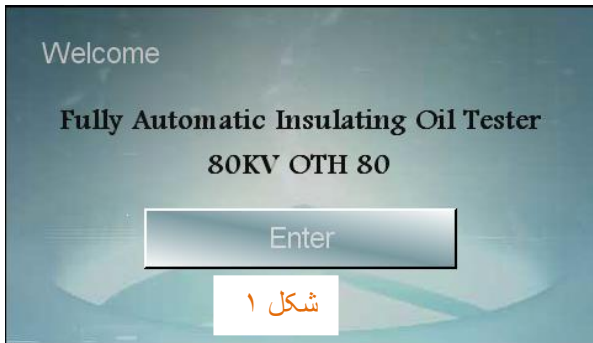 Welcome
Fully Automatic Insulating Oil Tester
80KV OTH 80
Enter
شکل ۱